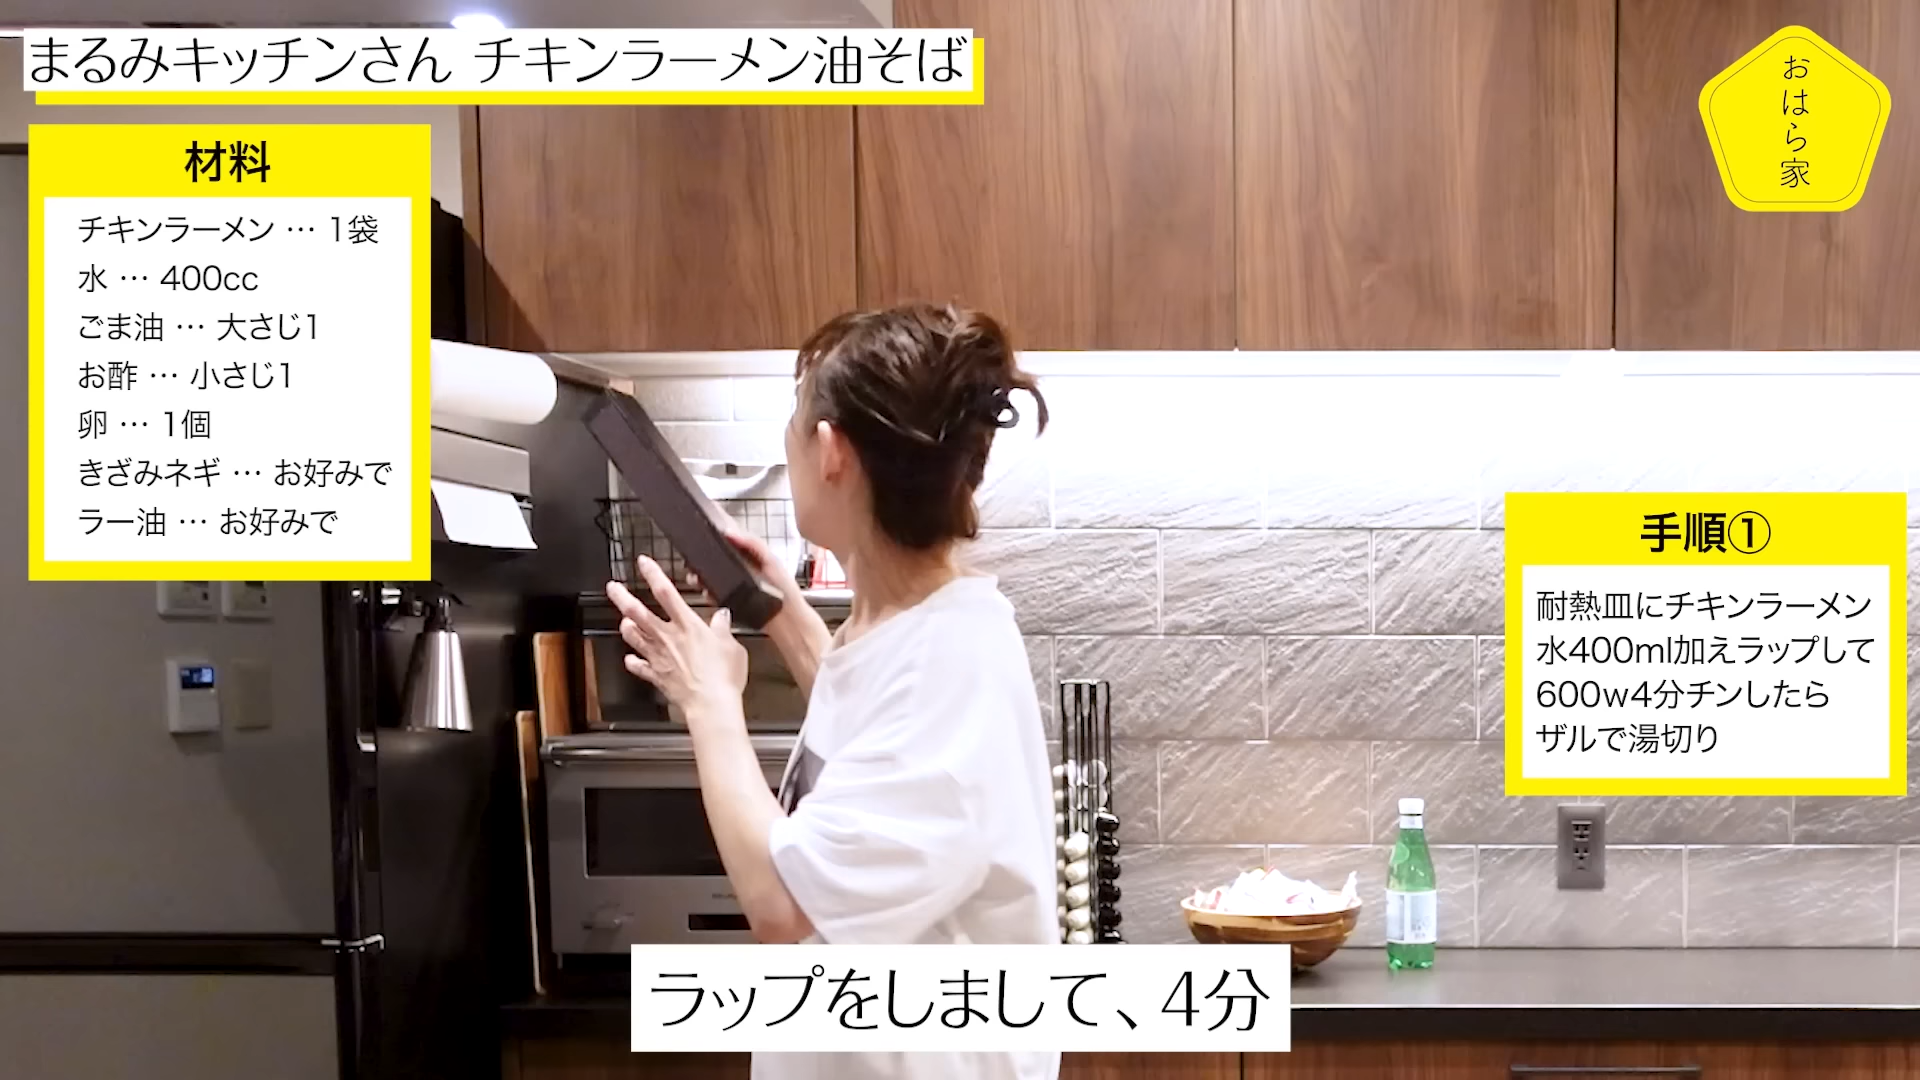 まるみキッチンさん チキンラーメン油そば
おはら家
材料
チキンラーメン … 1袋
水 … 400cc
ごま油 … 大さじ1
お酢 … 小さじ1
卵 … 1個
きざみネギ … お好みで
ラー油 … お好みで
手順①
耐熱皿にチキンラーメン
水400ml加えラップして
600w4分チンしたら
ザルで湯切り
ラップをしまして、4分